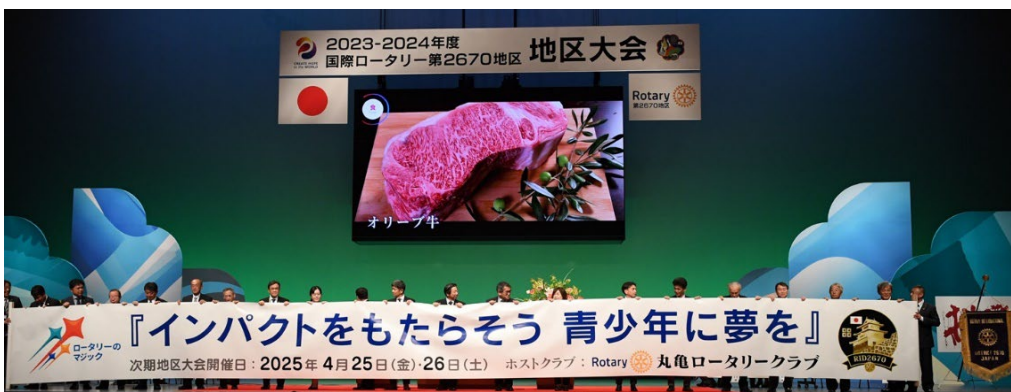 2023-2024年度
国際ロータリー第2670地区
地区大会
Rotary
第2670地区
食
オリーブ牛
『インパクトをもたらそう 青少年に夢を』
ロータリーの
マジック
次期地区大会開催日：2025年4月25日(金)・26日(土) ホストクラブ：Rotary 丸亀ロータリークラブ
RID2670